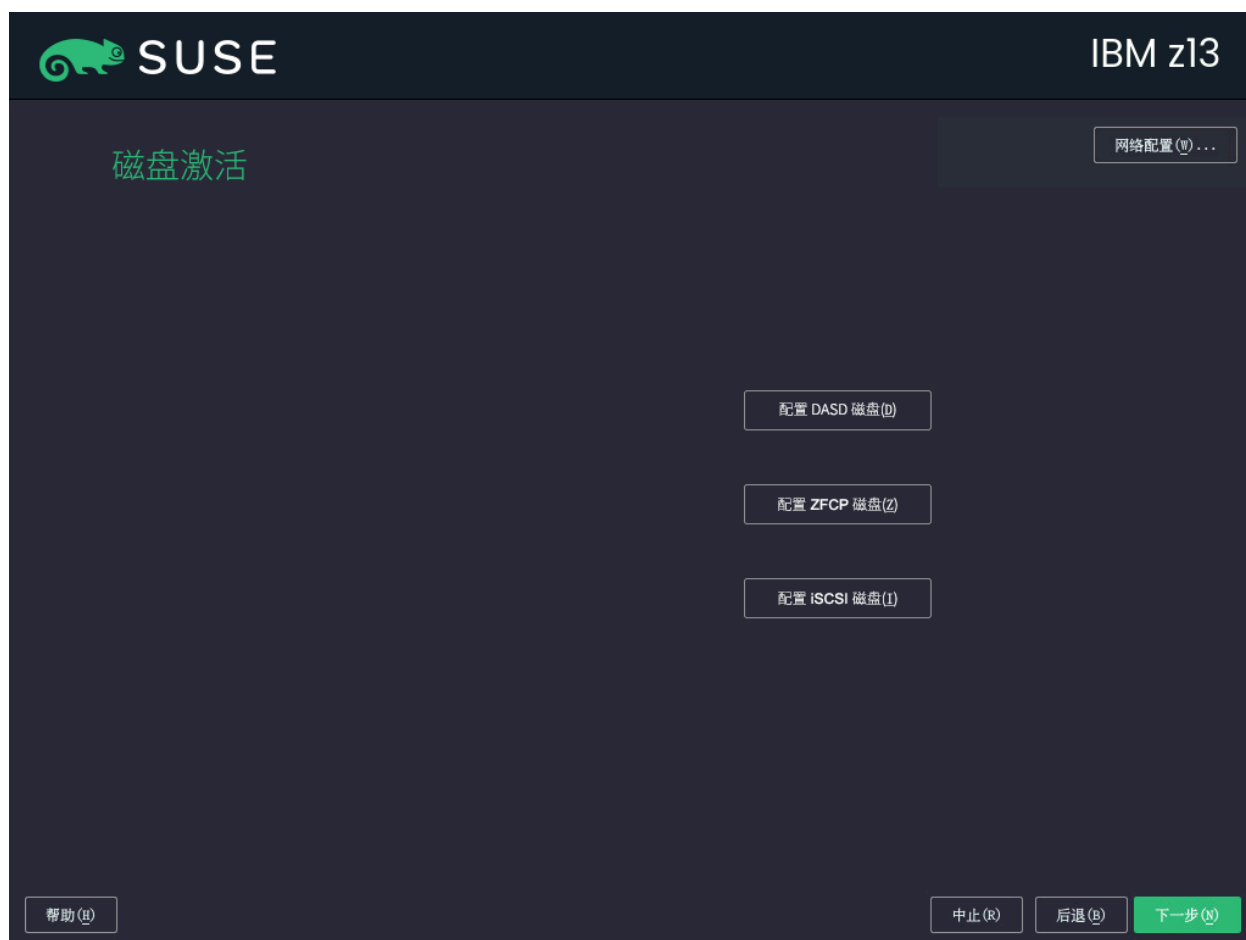 SUSE
IBM z13
磁盘激活
网络配置(W)...
配置 DASD 磁盘(D)
配置 ZFCP 磁盘(Z)
配置 iSCSI 磁盘(I)
帮助(H)
中止(R)
后退(B)
下一步(N)